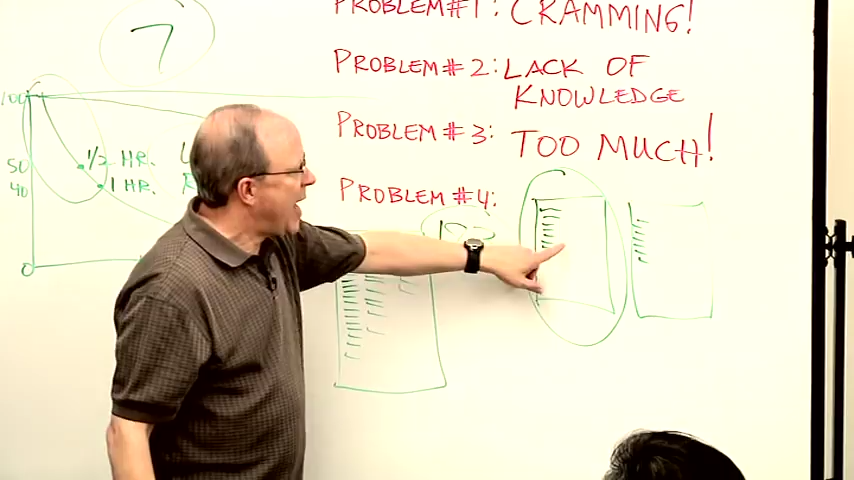 PROBLEM #1: CRAMMING!
7
PROBLEM #2: LACK OF
KNOWLEDGE
100
PROBLEM #3: TOO MUCH!
50 1/2 HR.
40 1 HR.
PROBLEM #4:
0